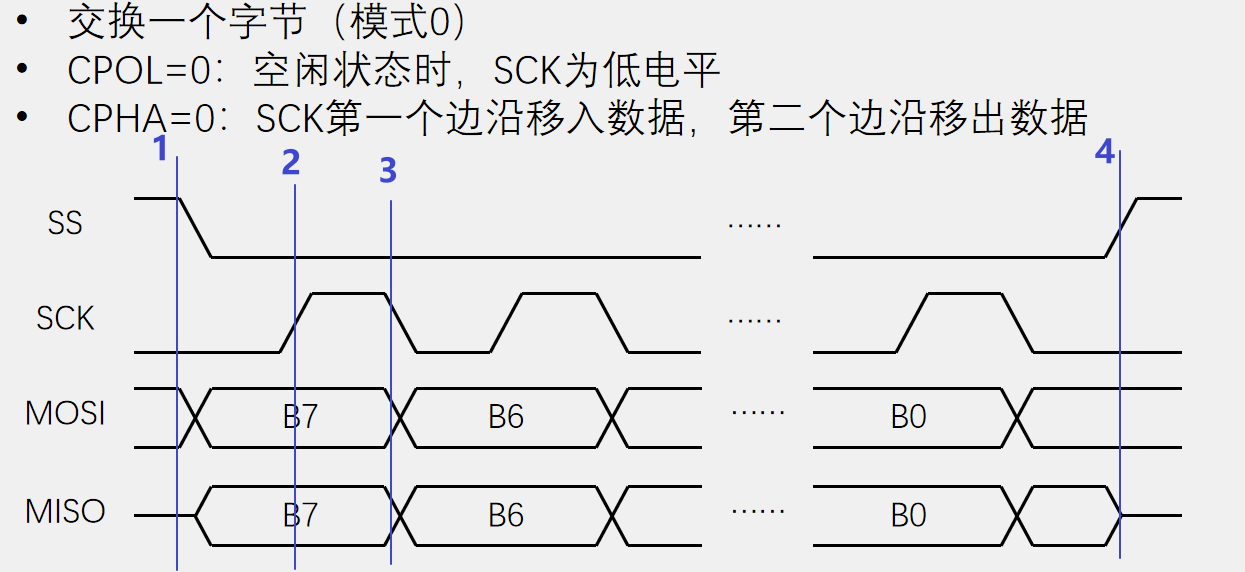 • 交换一个字节（模式0）
• CPOL=0：空闲状态时，SCK为低电平
• CPHA=0：SCK第一个边沿移入数据，第二个边沿移出数据
1 2 3 4
SS ……
SCK ……
MOSI B7 B6 …… B0
MISO B7 B6 …… B0